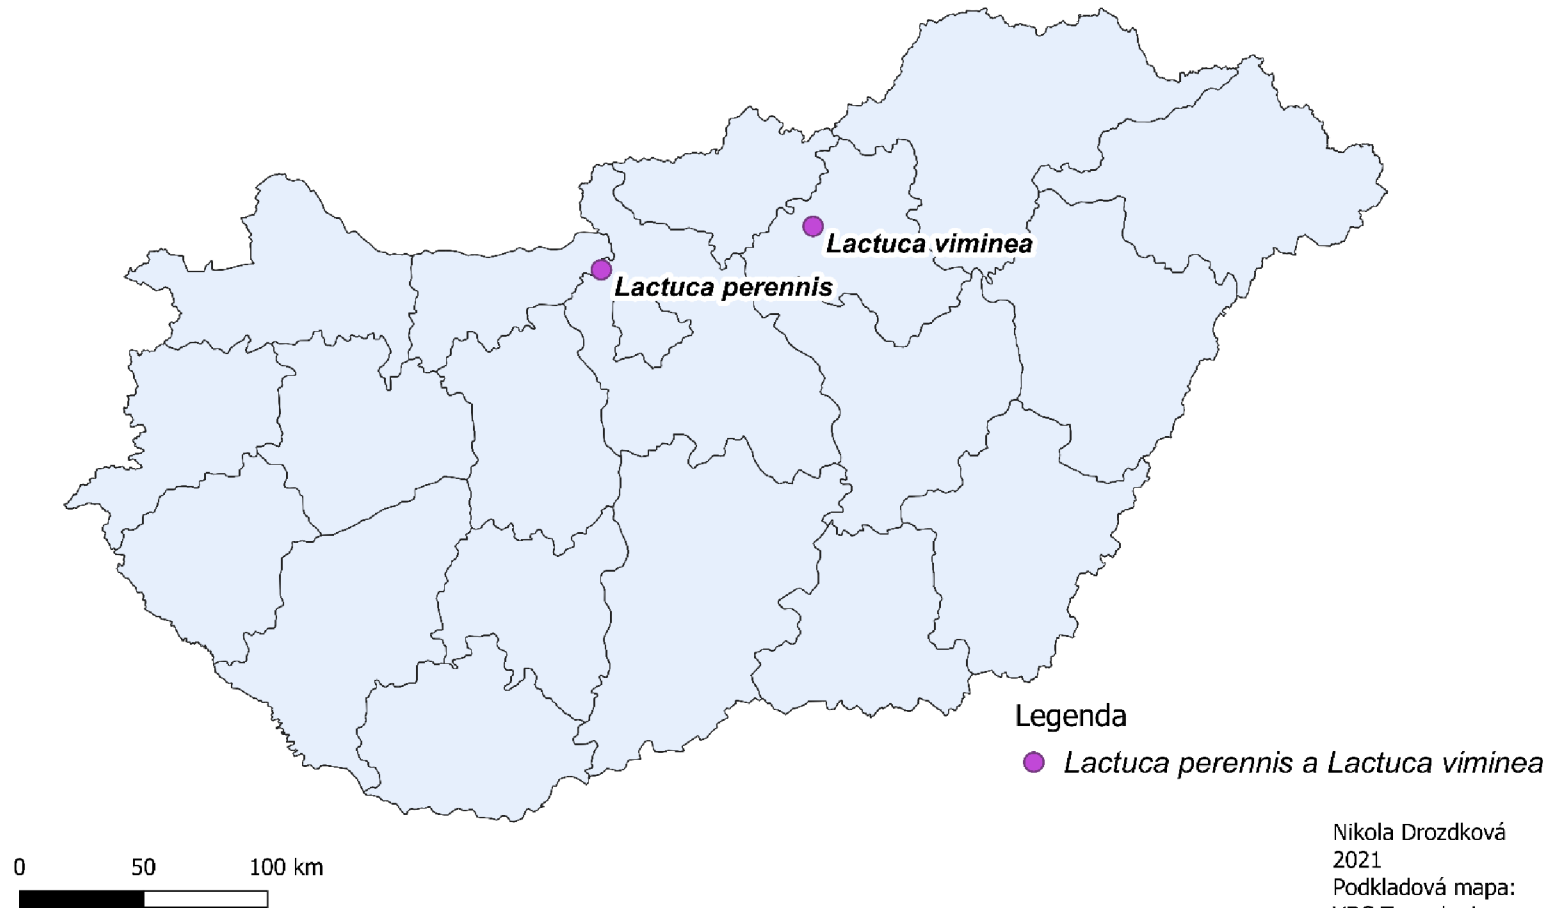 Lactuca viminea
Lactuca perennis
Legenda
Lactuca perennis a Lactuca viminea
Nikola Drozdková
2021
Podkladová mapa:
0 50 100 km